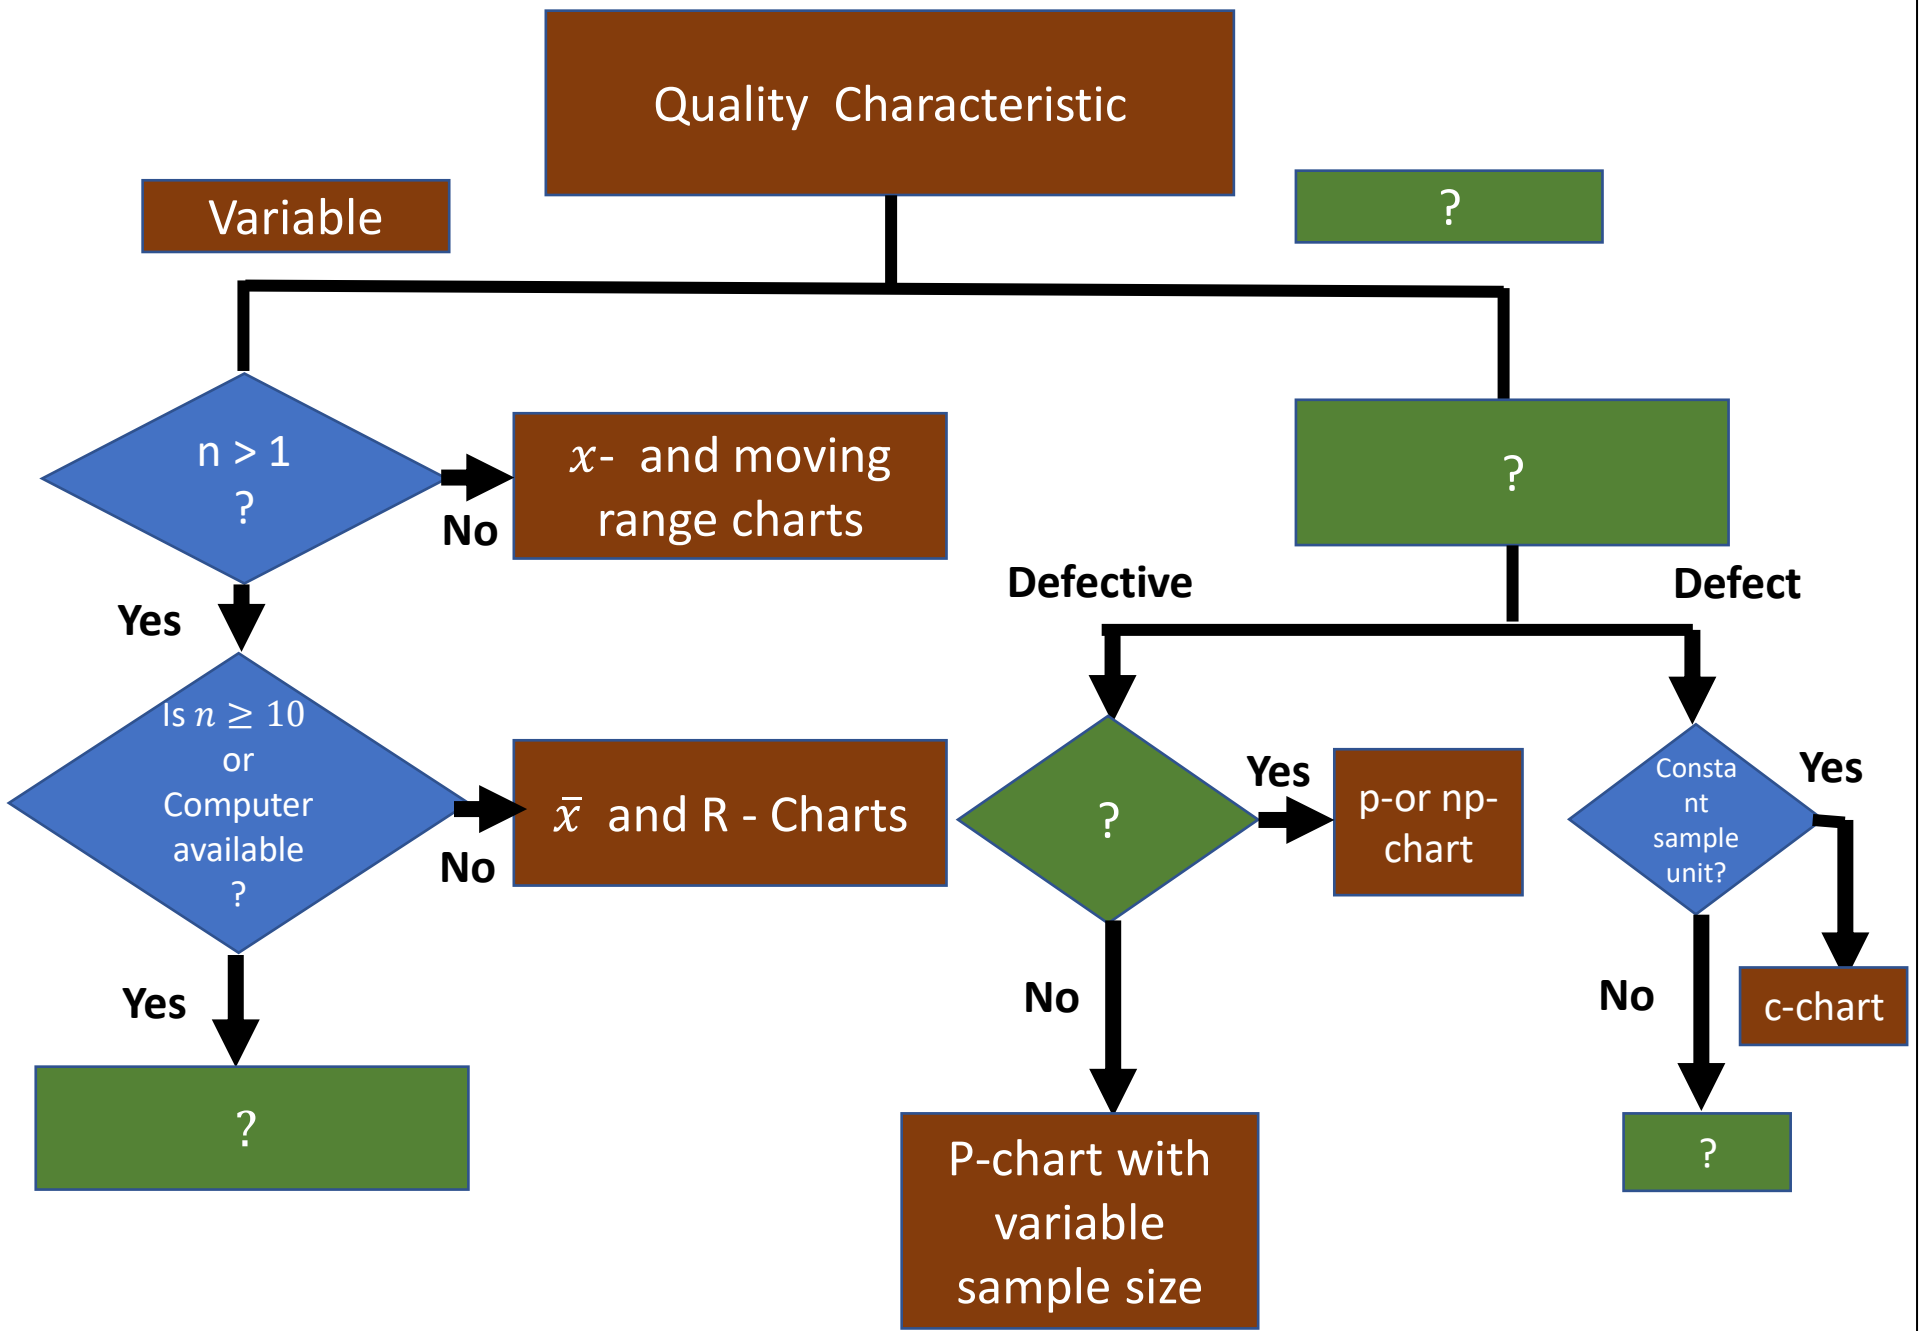 Quality  Characteristic
Variable
?
n > 1
?
No
x-  and moving
range charts
?
Yes
Defective
Defect
Is n ≥ 10
or
Computer
available
?
No
x̄  and R - Charts
?
Yes
p-or np-
chart
Consta
nt
sample
unit?
Yes
Yes
No
No
c-chart
?
P-chart with
variable
sample size
?